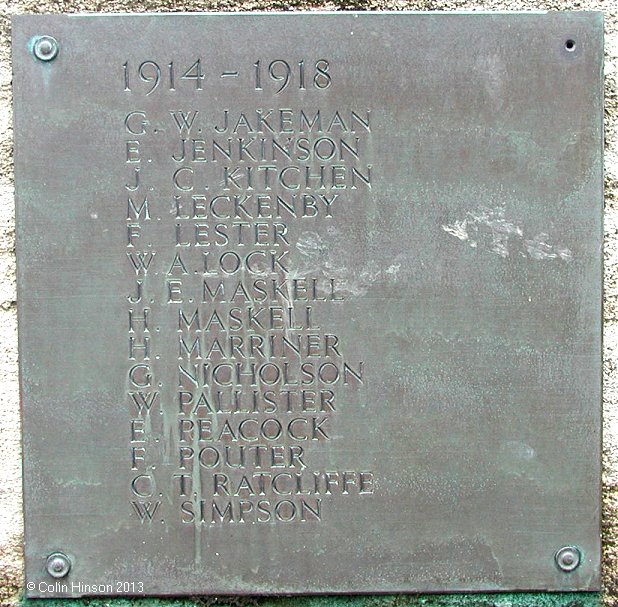 1914 - 1918
G. W. JAKEMAN
E. JENKINSON
J. C. KITCHEN
M. LECKENBY
F. LESTER
W. A. LOCK
J. E. MASKELL
H. MASKELL
H. MARRINER
G. NICHOLSON
W. PALLISTER
E. PEACOCK
F. POUTER
C. T. RATCLIFFE
W. SIMPSON
© Colin Hinson 2013